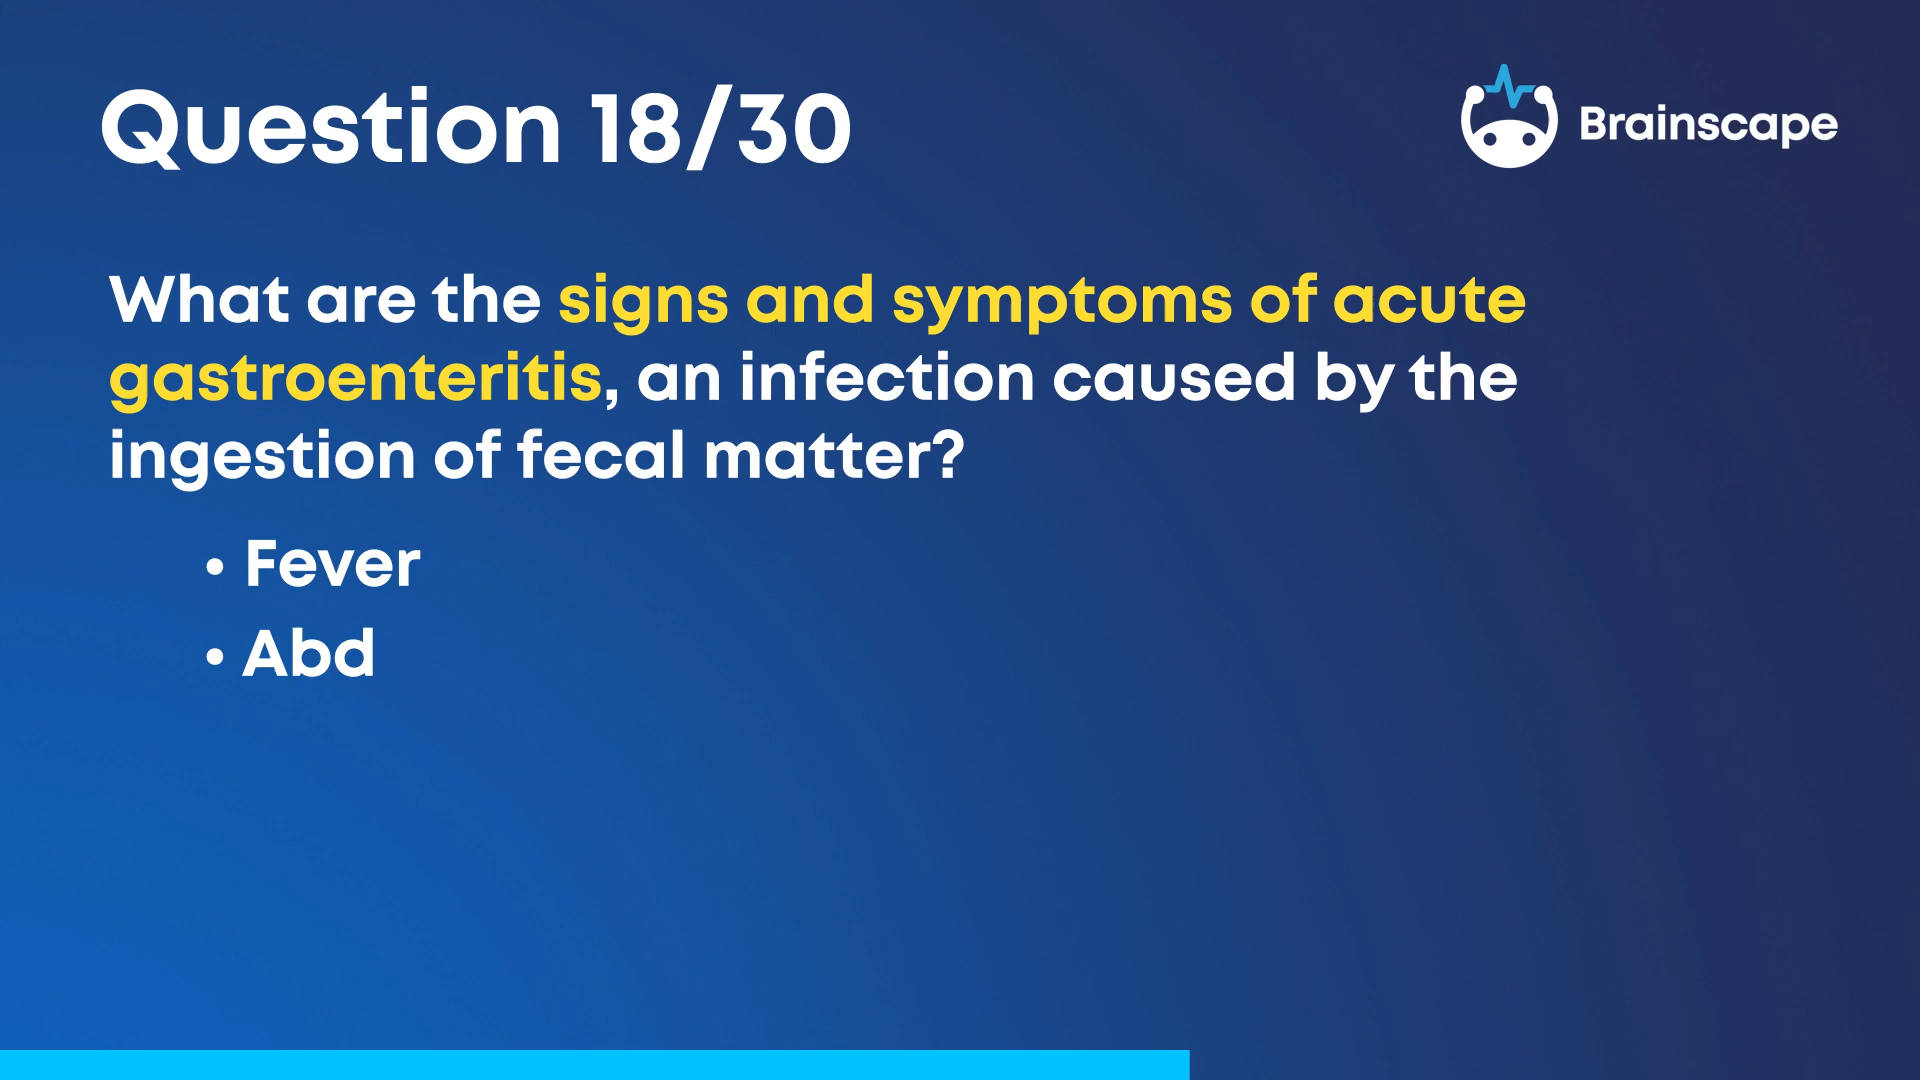 Question 18/30
Brainscape
What are the signs and symptoms of acute
gastroenteritis, an infection caused by the
ingestion of fecal matter?
• Fever
• Abd